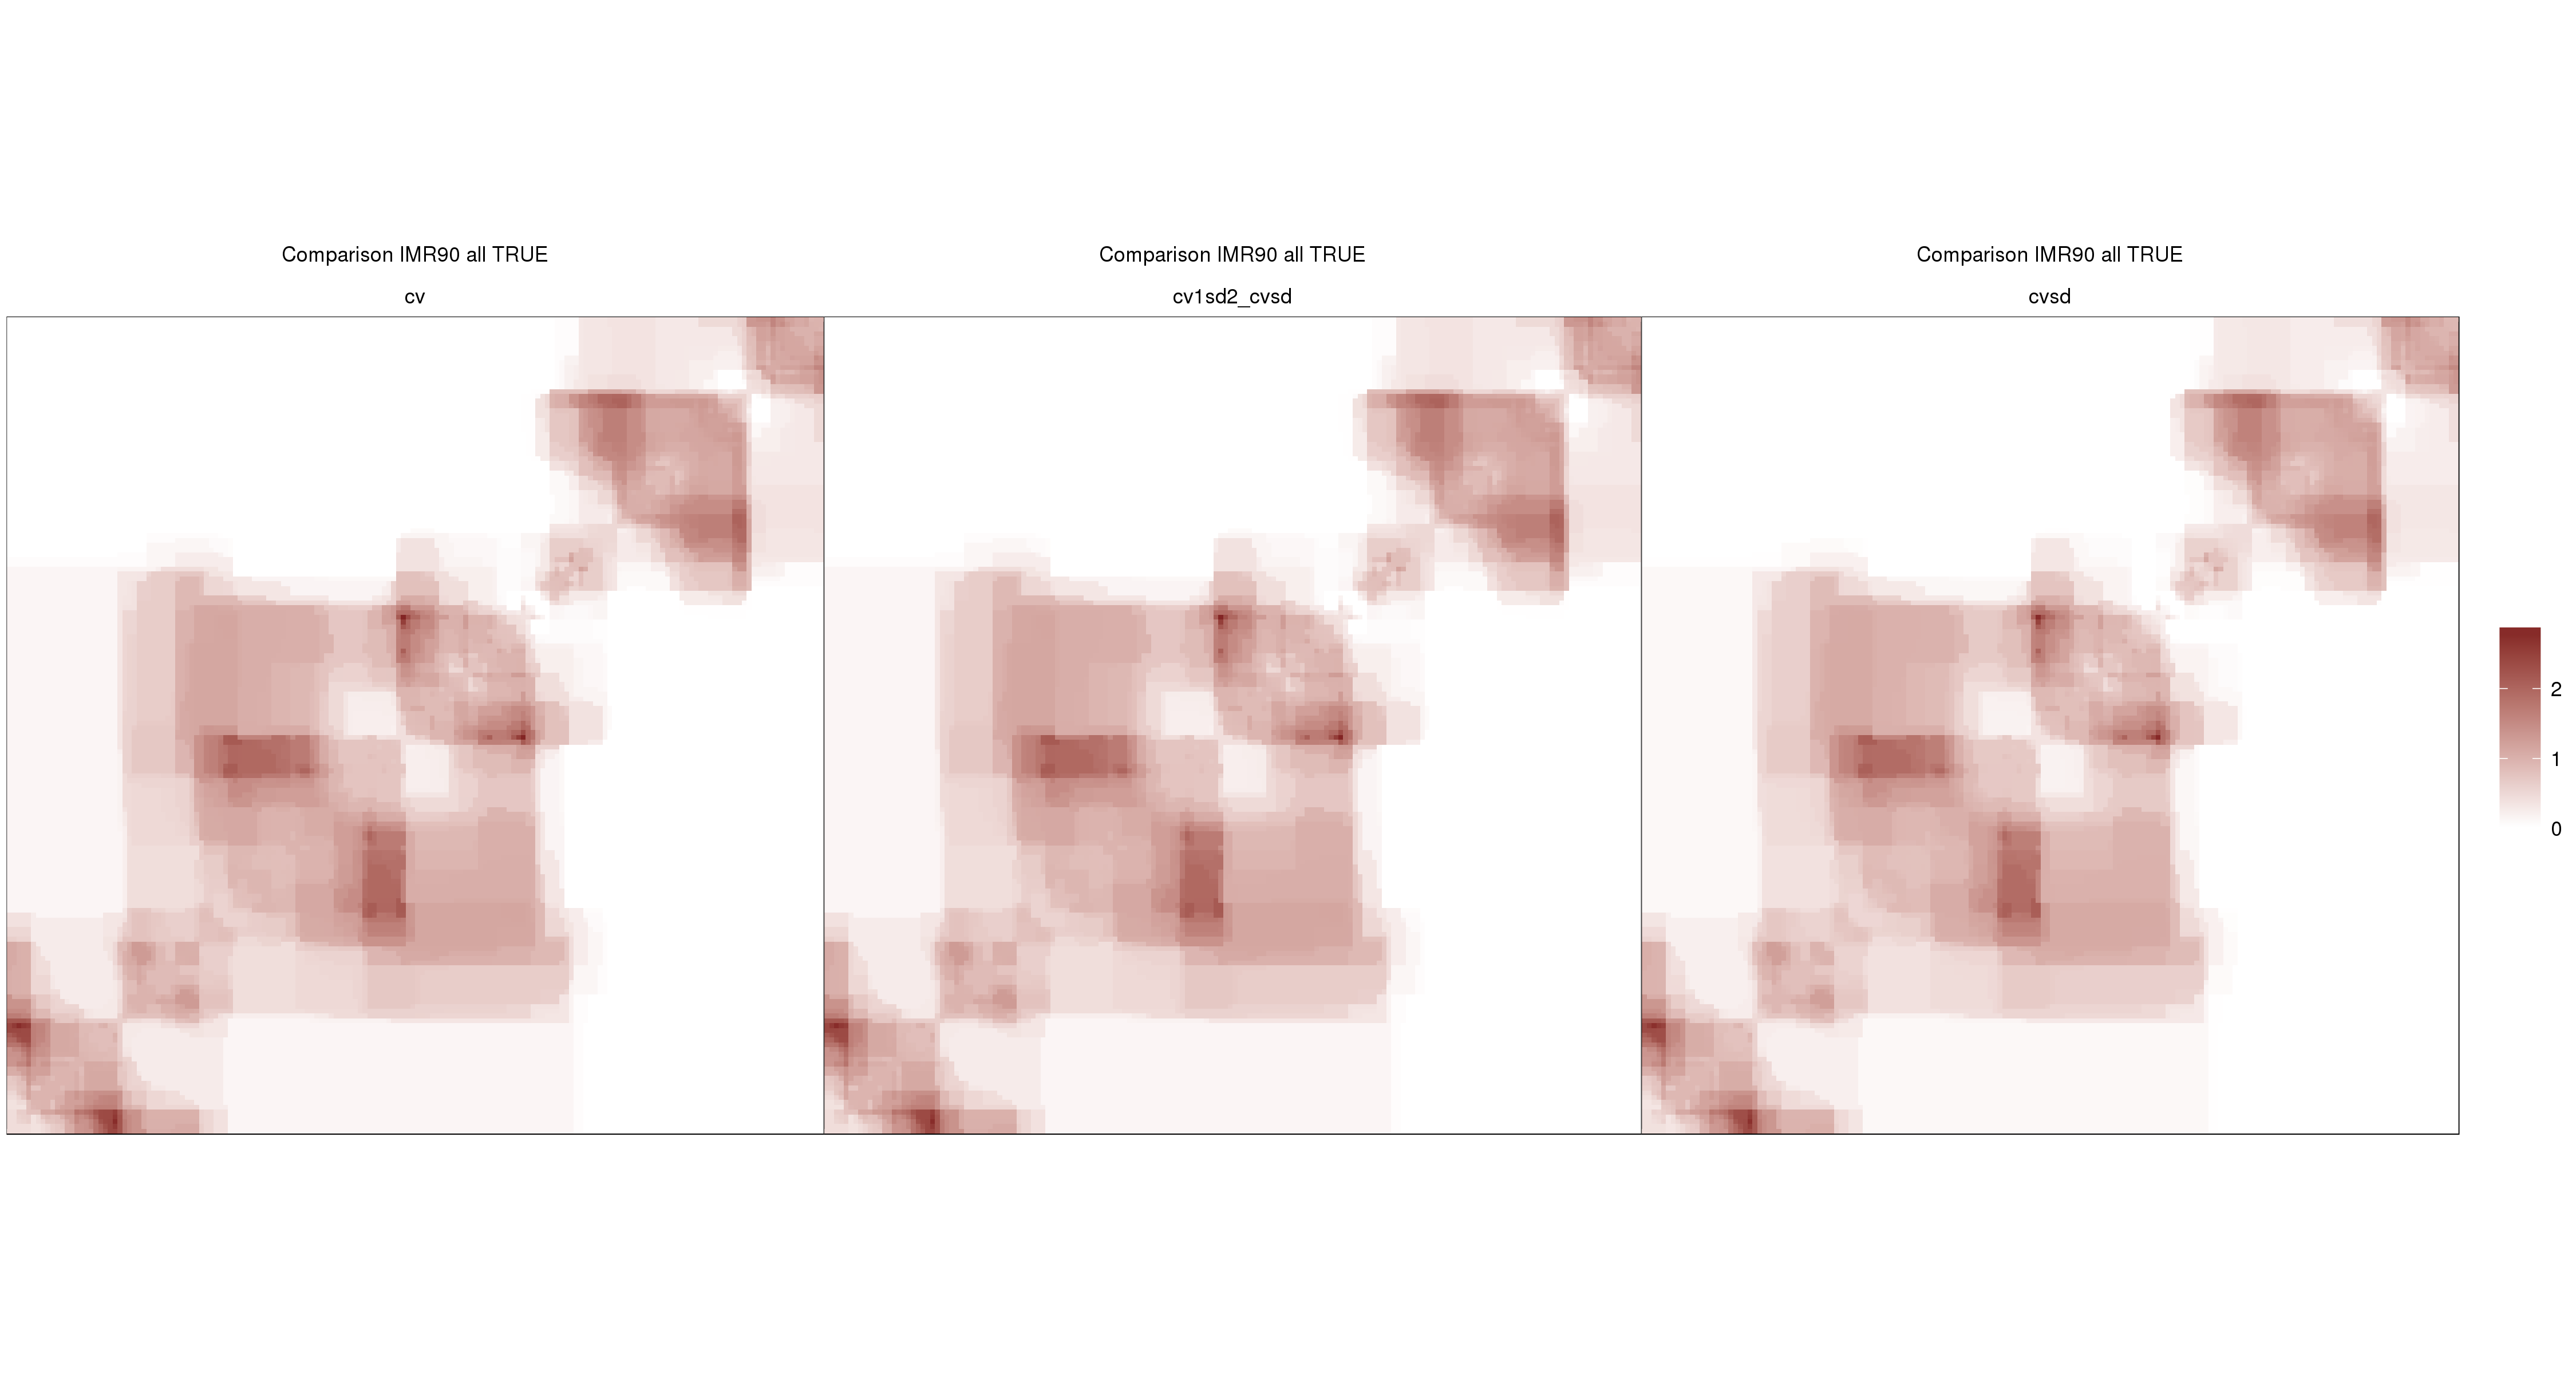 Comparison IMR90 all TRUE
cv
Comparison IMR90 all TRUE
cv1sd2_cvsd
Comparison IMR90 all TRUE
cvsd
2
1
0